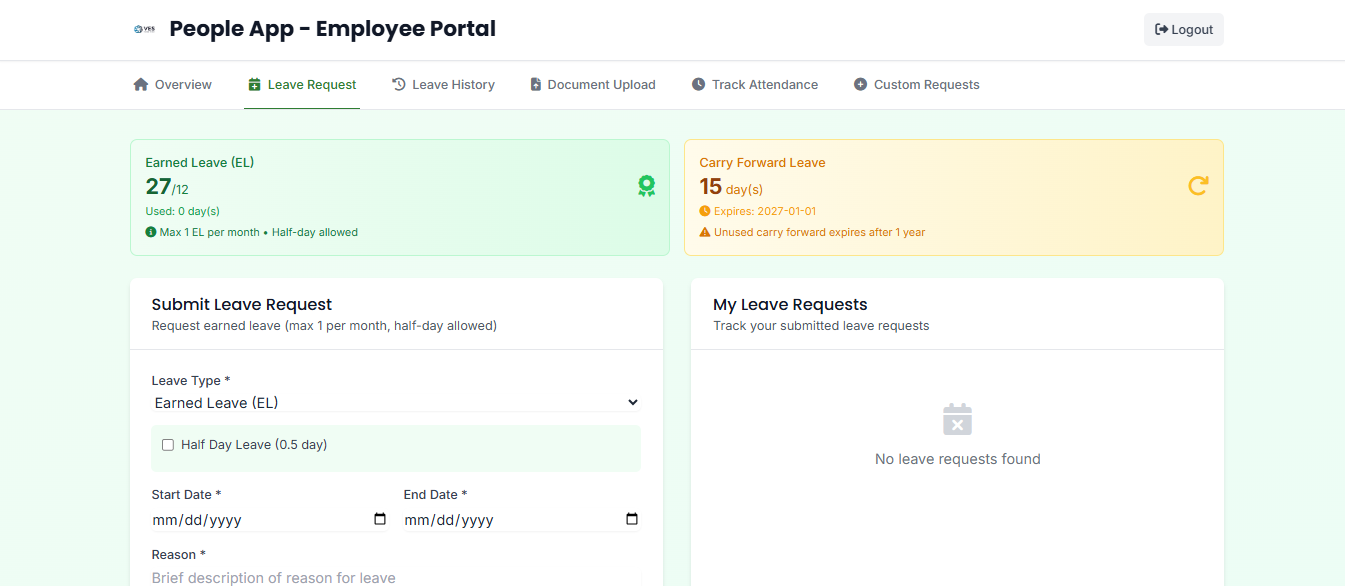 VES People App - Employee Portal
Logout
Overview Leave Request Leave History Document Upload Track Attendance Custom Requests
Earned Leave (EL)
27/12
Used: 0 day(s)
Max 1 EL per month • Half-day allowed
Carry Forward Leave
15 day(s)
Expires: 2027-01-01
Unused carry forward expires after 1 year
Submit Leave Request
Request earned leave (max 1 per month, half-day allowed)
Leave Type *
Earned Leave (EL)
Half Day Leave (0.5 day)
Start Date * End Date *
mm/dd/yyyy mm/dd/yyyy
Reason *
Brief description of reason for leave
My Leave Requests
Track your submitted leave requests
No leave requests found